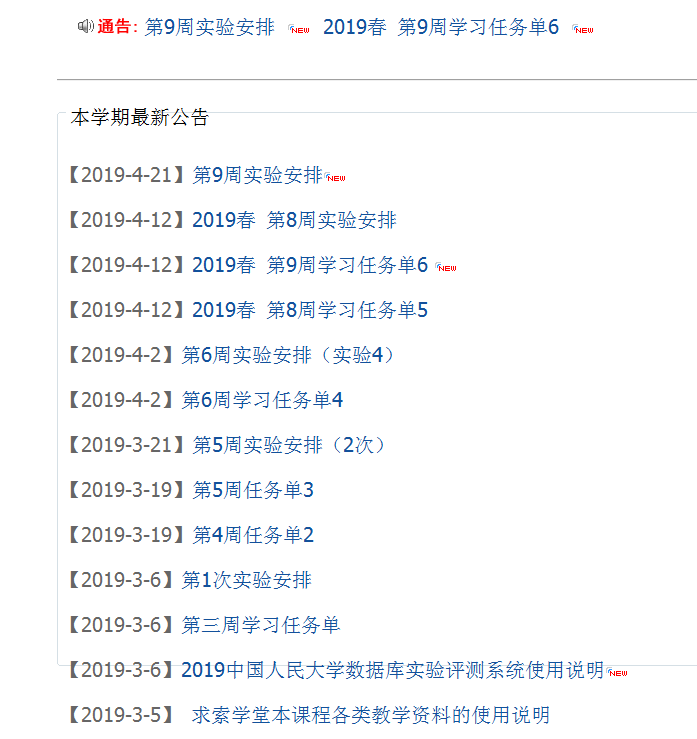 通告: 第9周实验安排 NEW 2019春 第9周学习任务单6 NEW
本学期最新公告
【2019-4-21】第9周实验安排NEW
【2019-4-12】2019春 第8周实验安排
【2019-4-12】2019春 第9周学习任务单6 NEW
【2019-4-12】2019春 第8周学习任务单5
【2019-4-2】第6周实验安排（实验4）
【2019-4-2】第6周学习任务单4
【2019-3-21】第5周实验安排（2次）
【2019-3-19】第5周任务单3
【2019-3-19】第4周任务单2
【2019-3-6】第1次实验安排
【2019-3-6】第三周学习任务单
【2019-3-6】2019中国人民大学数据库实验评测系统使用说明NEW
【2019-3-5】 求索学堂本课程各类教学资料的使用说明